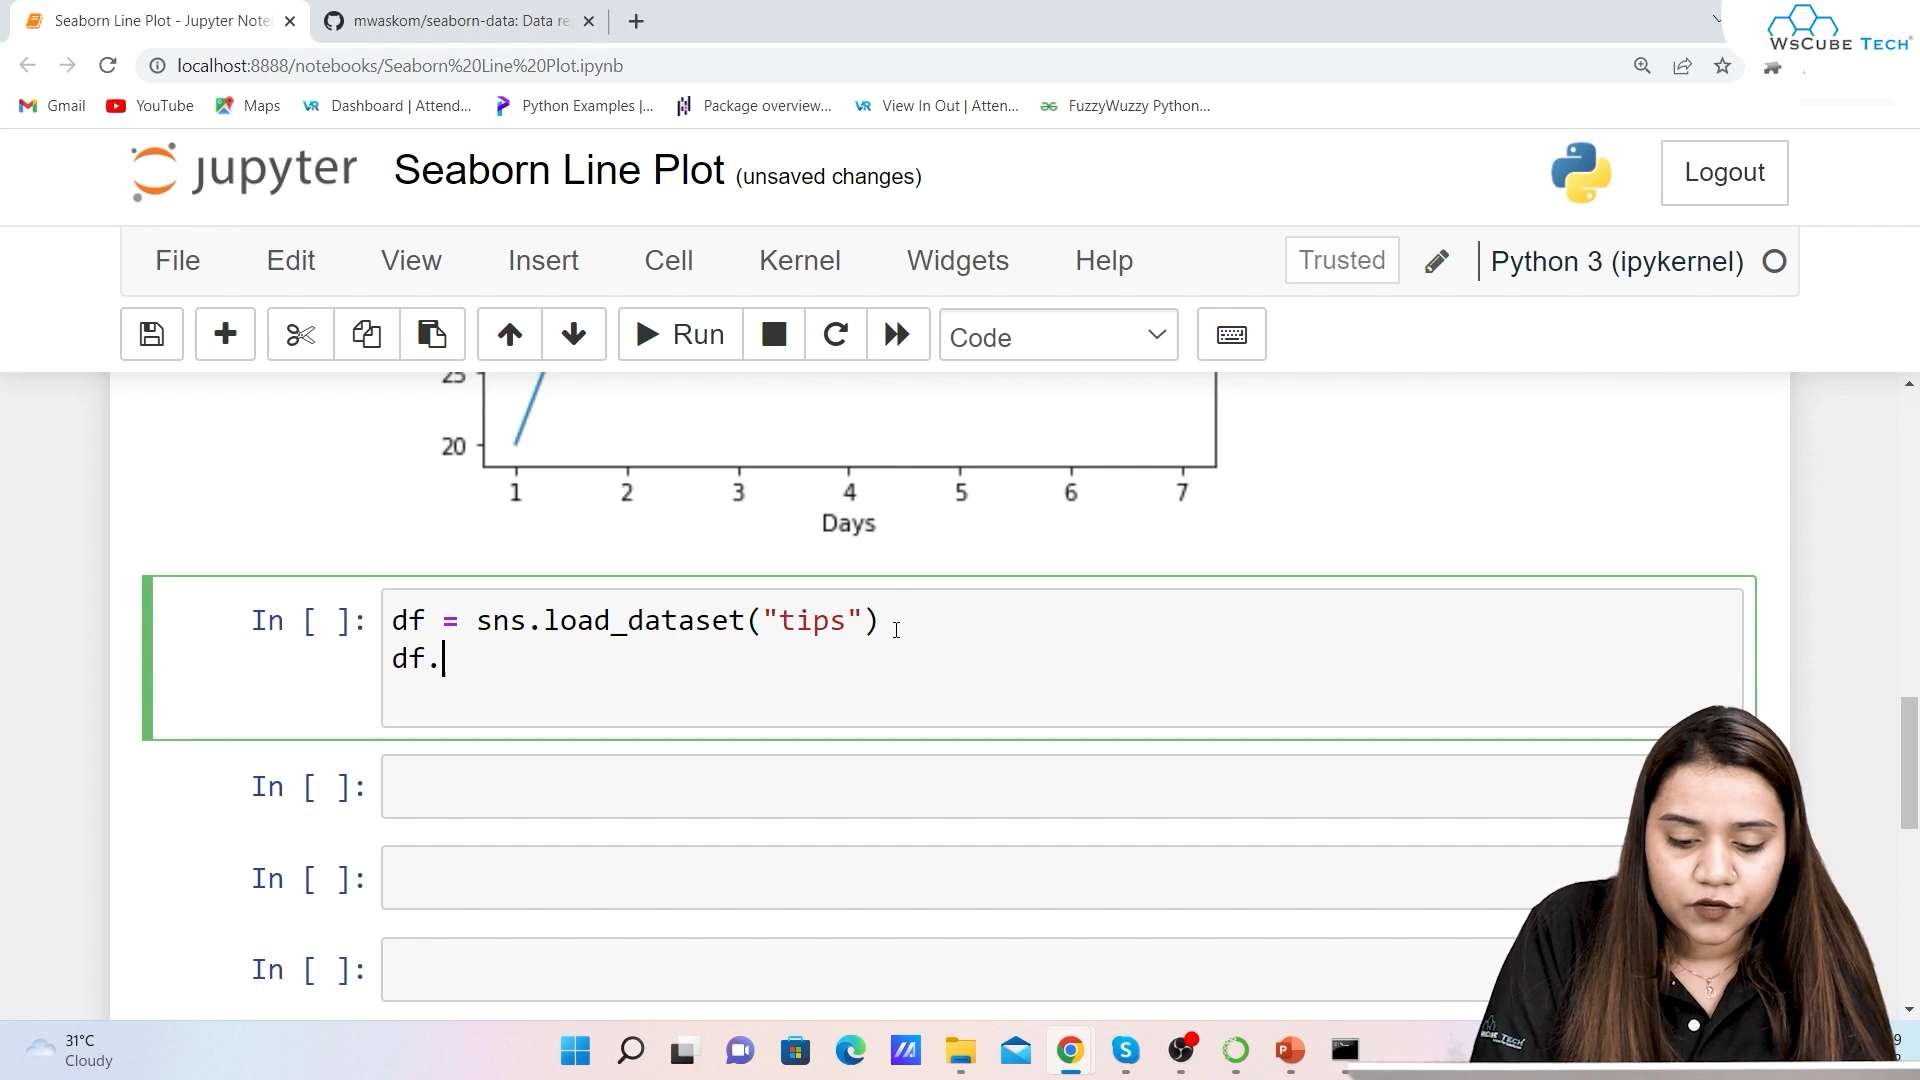 Seaborn Line Plot - Jupyter Note
mwaskom/seaborn-data: Data re
WsCube Tech
localhost:8888/notebooks/Seaborn%20Line%20Plot.ipynb
Gmail YouTube Maps Dashboard | Attend... Python Examples |... Package overview... View In Out | Atten... FuzzyWuzzy Python...
jupyter Seaborn Line Plot (unsaved changes) Logout
File Edit View Insert Cell Kernel Widgets Help Trusted Python 3 (ipykernel)
Run Code
25
20
1 2 3 4 5 6 7
Days
In [ ]: df = sns.load_dataset("tips")
df.
In [ ]:
In [ ]:
In [ ]:
31°C
Cloudy